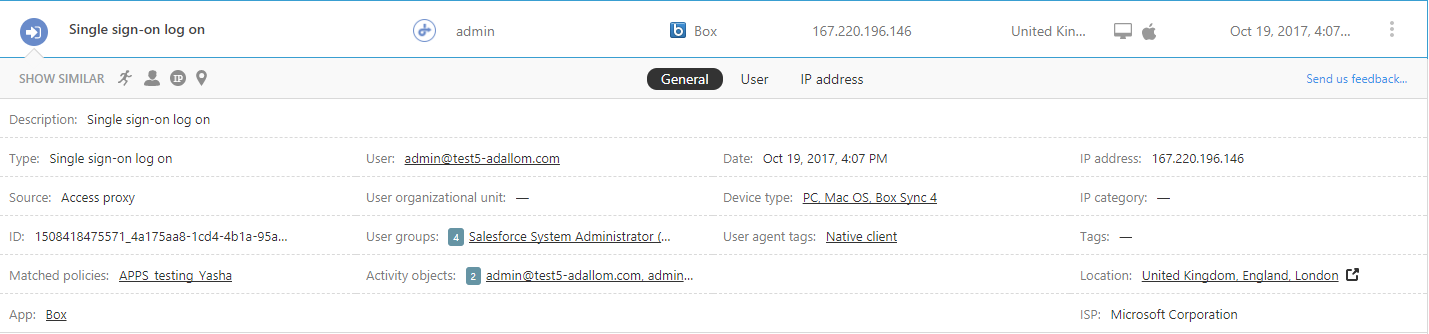 Single sign-on log on admin Box 167.220.196.146 United Kin... Oct 19, 2017, 4:07...
SHOW SIMILAR IP General User IP address Send us feedback...
Description: Single sign-on log on
Type: Single sign-on log on User: admin@test5-adallom.com Date: Oct 19, 2017, 4:07 PM IP address: 167.220.196.146
Source: Access proxy User organizational unit: — Device type: PC, Mac OS, Box Sync 4 IP category: —
ID: 1508418475571_4a175aa8-1cd4-4b1a-95a... User groups: 4 Salesforce System Administrator (... User agent tags: Native client Tags: —
Matched policies: APPS_testing_Yasha Activity objects: 2 admin@test5-adallom.com, admin... Location: United Kingdom, England, London
App: Box ISP: Microsoft Corporation